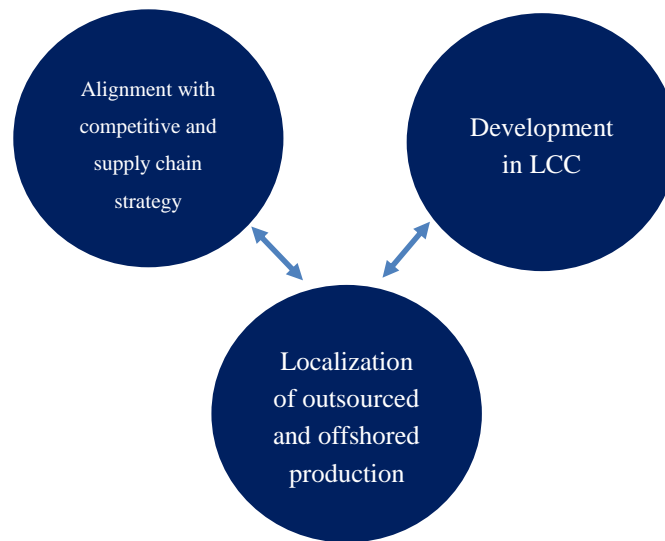 Alignment with
competitive and
supply chain
strategy
Development
in LCC
Localization
of outsourced
and offshored
production